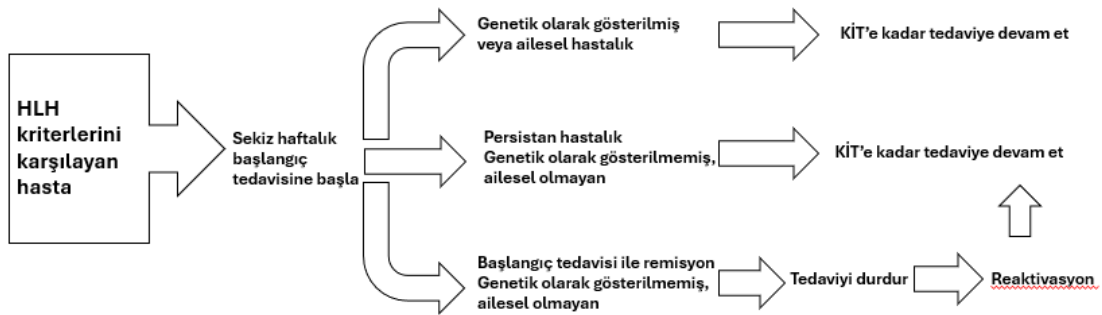 HLH
kriterlerini
karşılayan
hasta
Sekiz haftalık
başlangıç
tedavisine başla
Genetik olarak gösterilmiş
veya ailesel hastalık
KİT'e kadar tedaviye devam et
Persistan hastalık
Genetik olarak gösterilmemiş,
ailesel olmayan
KİT'e kadar tedaviye devam et
Başlangıç tedavisi ile remisyon
Genetik olarak gösterilmemiş,
ailesel olmayan
Tedaviyi durdur
Reaktivasyon